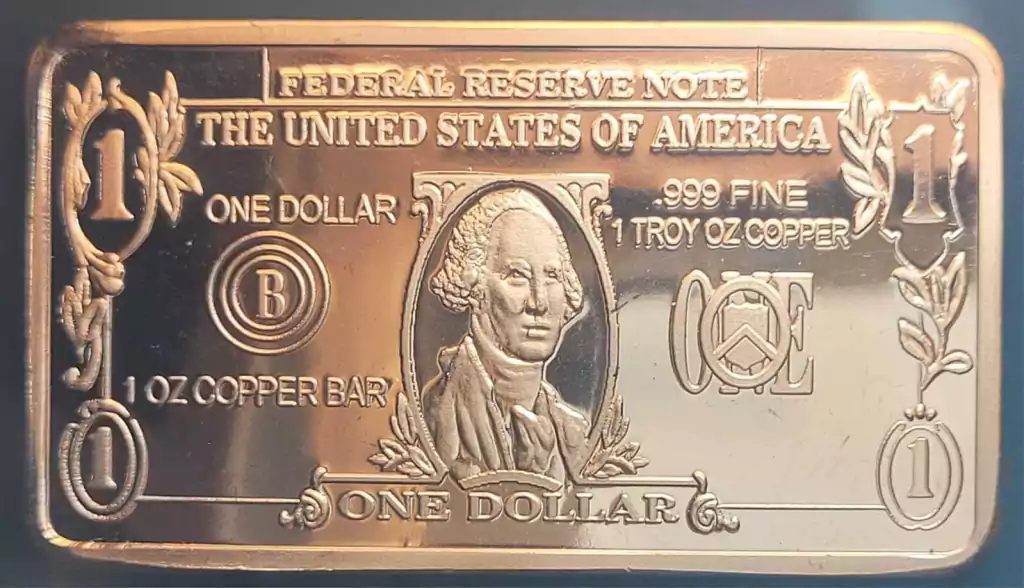 FEDERAL RESERVE NOTE
THE UNITED STATES OF AMERICA
1
1
ONE DOLLAR
.999 FINE
1 TROY OZ COPPER
B
ONE
1 OZ COPPER BAR
1
1
ONE DOLLAR